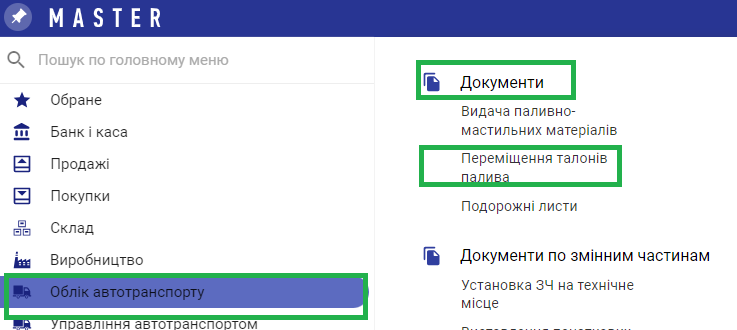 MASTER
Пошук по головному меню
Обране
Банк і каса
Продажі
Покупки
Склад
Виробництво
Облік автотранспорту
Управління автотранспортом
Документи
Видача паливно-
мастильних матеріалів
Переміщення талонів
палива
Подорожні листи
Документи по змінним частинам
Установка ЗЧ на технічне
місце